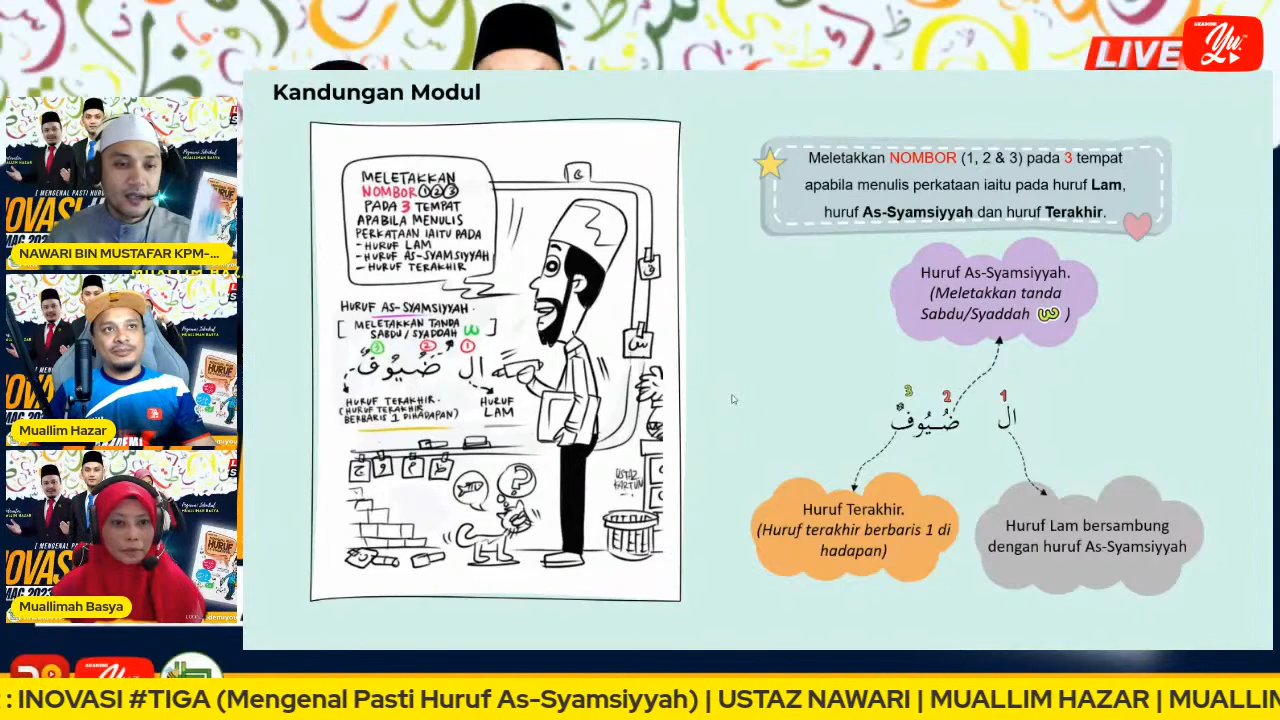 AKADEMI
Yu
LIVE
Kandungan Modul
MELETAKKAN
NOMBOR 1 2 3
PADA 3 TEMPAT
APABILA MENULIS
PERKATAAN IAITU PADA
- HURUF LAM
- HURUF AS-SYAMSIYYAH
- HURUF TERAKHIR
HURUF AS-SYAMSIYYAH.
[ MELETAKKAN TANDA
SABDU / SYADDAH ]
3 2 1
ال ضُيُوفٌ
HURUF TERAKHIR.
(HURUF TERAKHIR
BERBARIS 1 DIHADAPAN)
HURUF
LAM
س
USTAZ
KARTUN
?
Meletakkan NOMBOR (1, 2 & 3) pada 3 tempat
apabila menulis perkataan iaitu pada huruf Lam,
huruf As-Syamsiyyah dan huruf Terakhir.
Huruf As-Syamsiyyah.
(Meletakkan tanda
Sabdu/Syaddah )
3 2 1
ال ضُيُوفٌ
Huruf Terakhir.
(Huruf terakhir berbaris 1 di
hadapan)
Huruf Lam bersambung
dengan huruf As-Syamsiyyah
NAWARI BIN MUSTAFAR KPM-...
Muallim Hazar
Muallimah Basya
: INOVASI #TIGA (Mengenal Pasti Huruf As-Syamsiyyah) | USTAZ NAWARI | MUALLIM HAZAR |